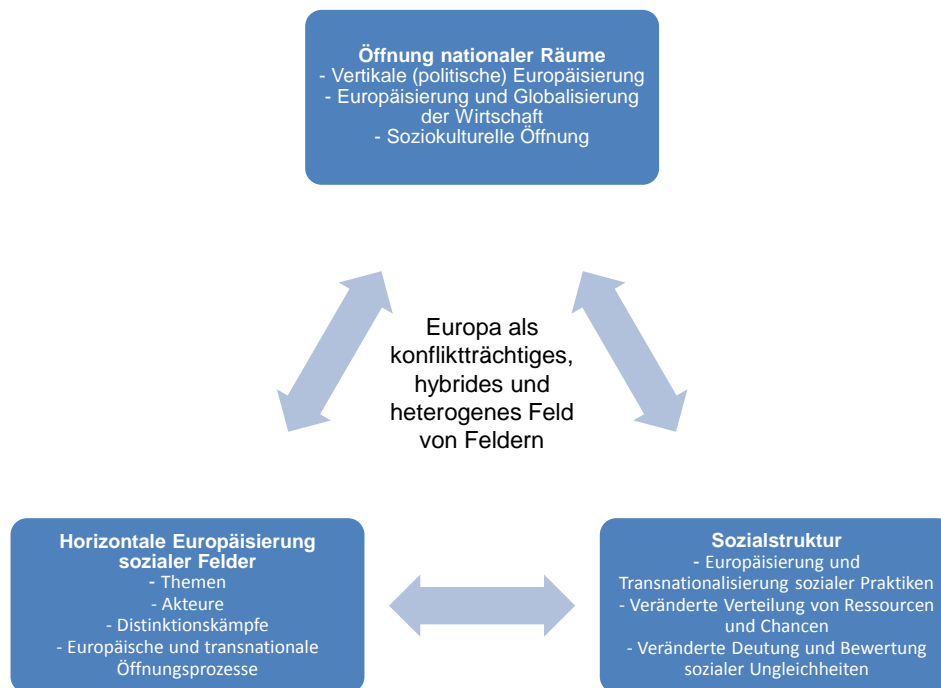 Öffnung nationaler Räume
- Vertikale (politische) Europäisierung
- Europäisierung und Globalisierung
der Wirtschaft
- Soziokulturelle Öffnung
Europa als
konfliktträchtiges,
hybrides und
heterogenes Feld
von Feldern
Horizontale Europäisierung
sozialer Felder
- Themen
- Akteure
- Distinktionskämpfe
- Europäische und transnationale
Öffnungsprozesse
Sozialstruktur
- Europäisierung und
Transnationalisierung sozialer Praktiken
- Veränderte Verteilung von Ressourcen
und Chancen
- Veränderte Deutung und Bewertung
sozialer Ungleichheiten